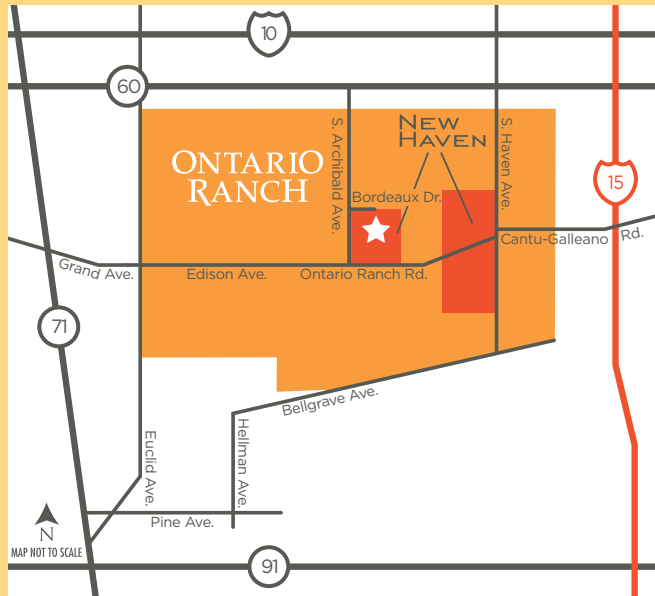 10
60
NEW
HAVEN
S. Archibald Ave.
S. Haven Ave.
ONTARIO
RANCH
15
Bordeaux Dr.
Cantu-Galleano Rd.
Grand Ave.
Edison Ave.
Ontario Ranch Rd.
71
Bellgrave Ave.
Euclid Ave.
Hellman Ave.
Pine Ave.
N
MAP NOT TO SCALE
91